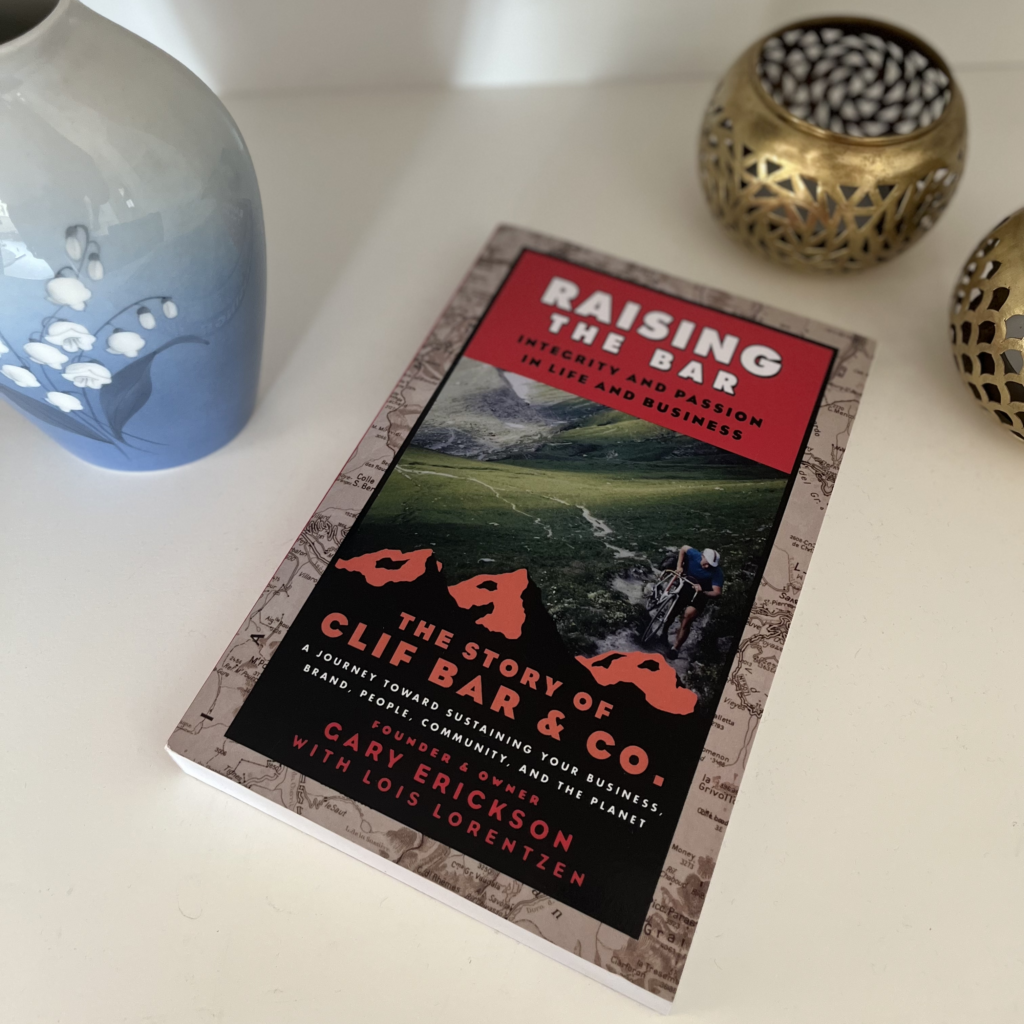 RAISING
THE BAR
INTEGRITY AND PASSION
IN LIFE AND BUSINESS
THE STORY OF
CLIF BAR & CO.
A JOURNEY TOWARD SUSTAINING YOUR BUSINESS,
BRAND, PEOPLE, COMMUNITY, AND THE PLANET
FOUNDER & OWNER
GARY ERICKSON
WITH LOIS LORENTZEN